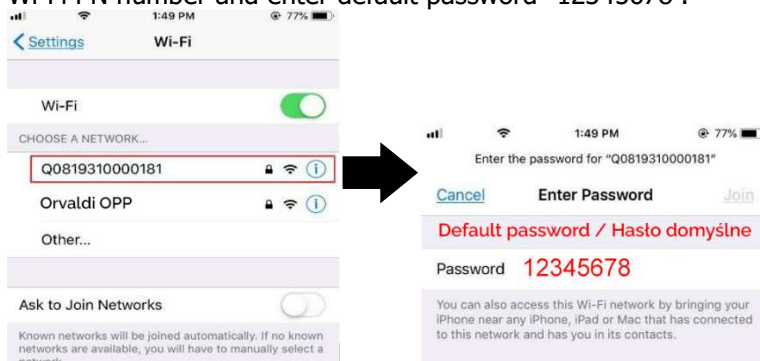 Wi-Fi PN number and enter default password "12345678".
1:49 PM 77%
Settings Wi-Fi
Wi-Fi
CHOOSE A NETWORK...
Q0819310000181
Orvaldi OPP
Other...
Ask to Join Networks
Known networks will be joined automatically. If no known
networks are available, you will have to manually select a
network.
1:49 PM 77%
Enter the password for "Q0819310000181"
Cancel Enter Password Join
Default password / Hasło domyślne
Password 12345678
You can also access this Wi-Fi network by bringing your
iPhone near any iPhone, iPad or Mac that has connected
to this network and has you in its contacts.